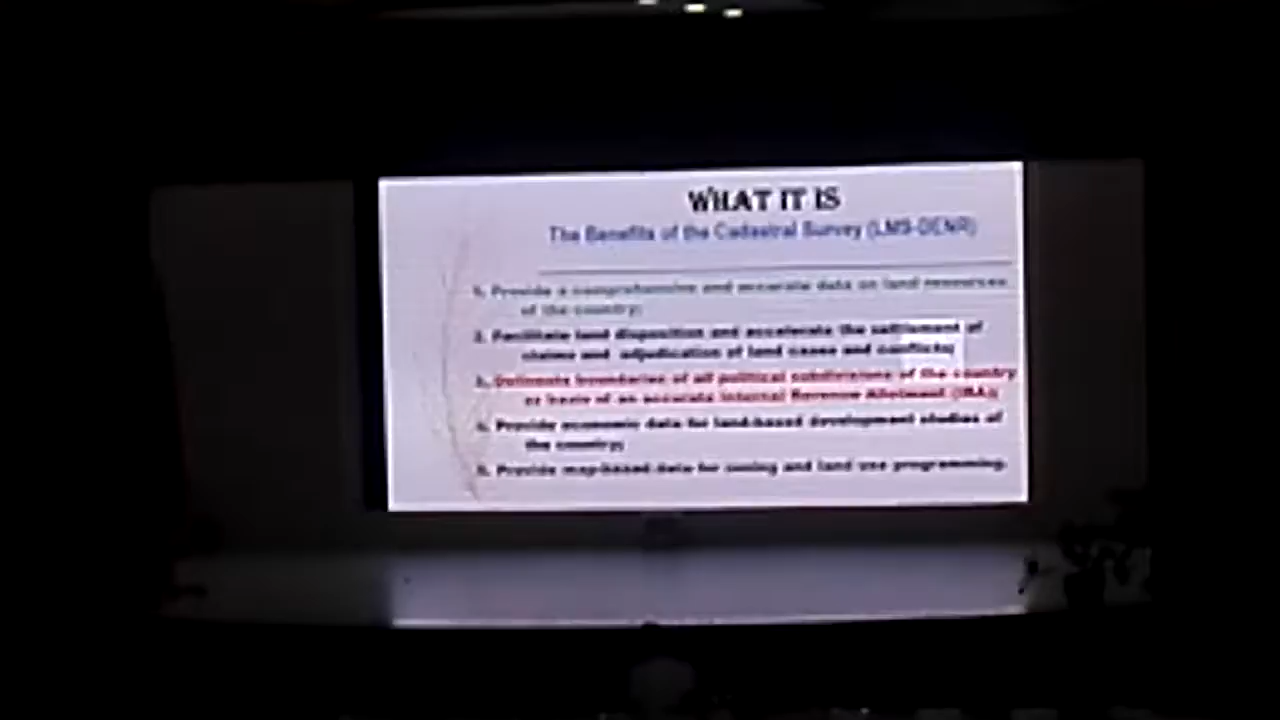 WHAT IT IS
The Benefits of the Cadastral Survey (LMS-DENR)
1. Provide a comprehensive and accurate data on land resources
of the country;
2. Facilitate land disposition and accelerate the settlement of
claims and adjudication of land cases and conflicts;
3. Delineate boundaries of all political subdivisions of the country
or basis of an accurate Internal Revenue Allotment (IRA);
4. Provide economic data for land-based development studies of
the country;
5. Provide map-based data for zoning and land use programming.